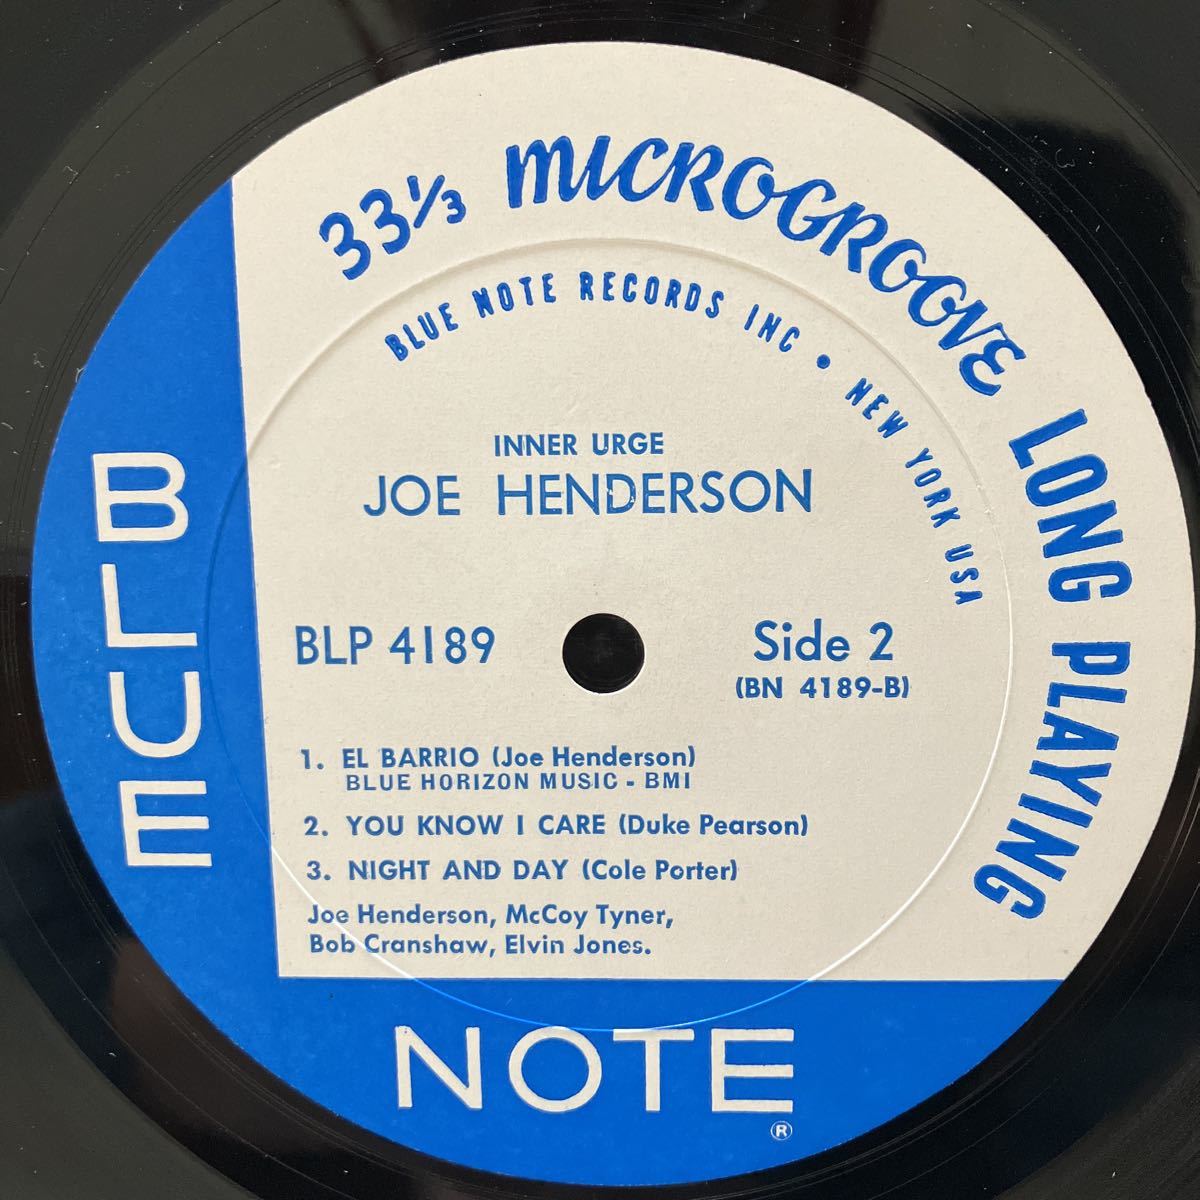 33⅓ MICROGROOVE LONG PLAYING
BLUE NOTE RECORDS INC • NEW YORK USA
INNER URGE
JOE HENDERSON
BLP 4189
Side 2
(BN 4189-B)
1. EL BARRIO (Joe Henderson)
BLUE HORIZON MUSIC - BMI
2. YOU KNOW I CARE (Duke Pearson)
3. NIGHT AND DAY (Cole Porter)
Joe Henderson, McCoy Tyner,
Bob Cranshaw, Elvin Jones.
BLUE
NOTE
®